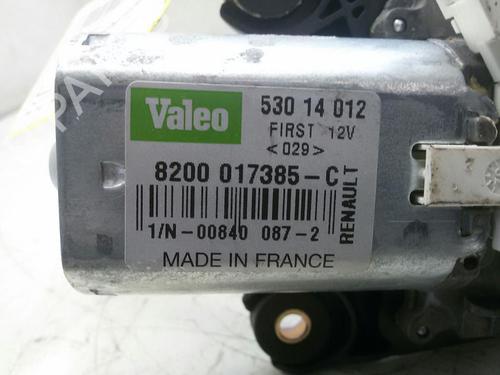 Valeo
530 14 012
FIRST 12V
<029>
8200 017385-C
RENAULT
1/N-00840 087-2
MADE IN FRANCE